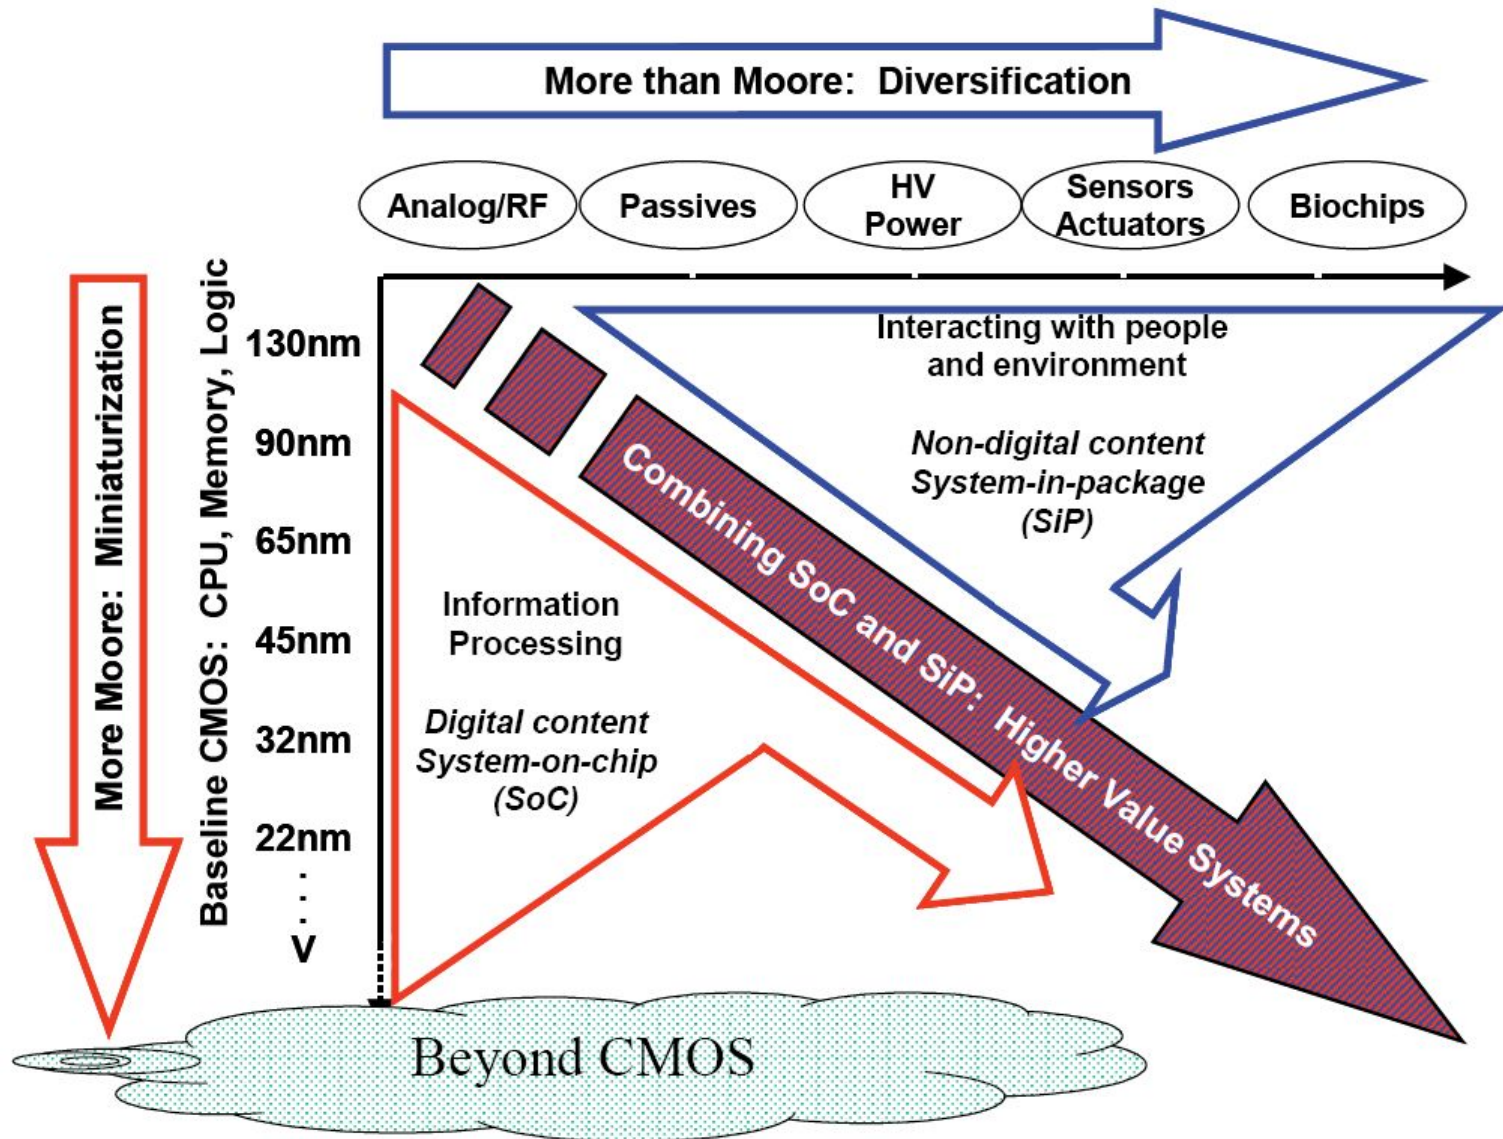 More than Moore: Diversification
Analog/RF
Passives
HV
Power
Sensors
Actuators
Biochips
More Moore: Miniaturization
Baseline CMOS: CPU, Memory, Logic
130nm
90nm
65nm
45nm
32nm
22nm
.
.
.
V
Interacting with people
and environment
Non-digital content
System-in-package
(SiP)
Combining SoC and SiP: Higher Value Systems
Information
Processing
Digital content
System-on-chip
(SoC)
Beyond CMOS